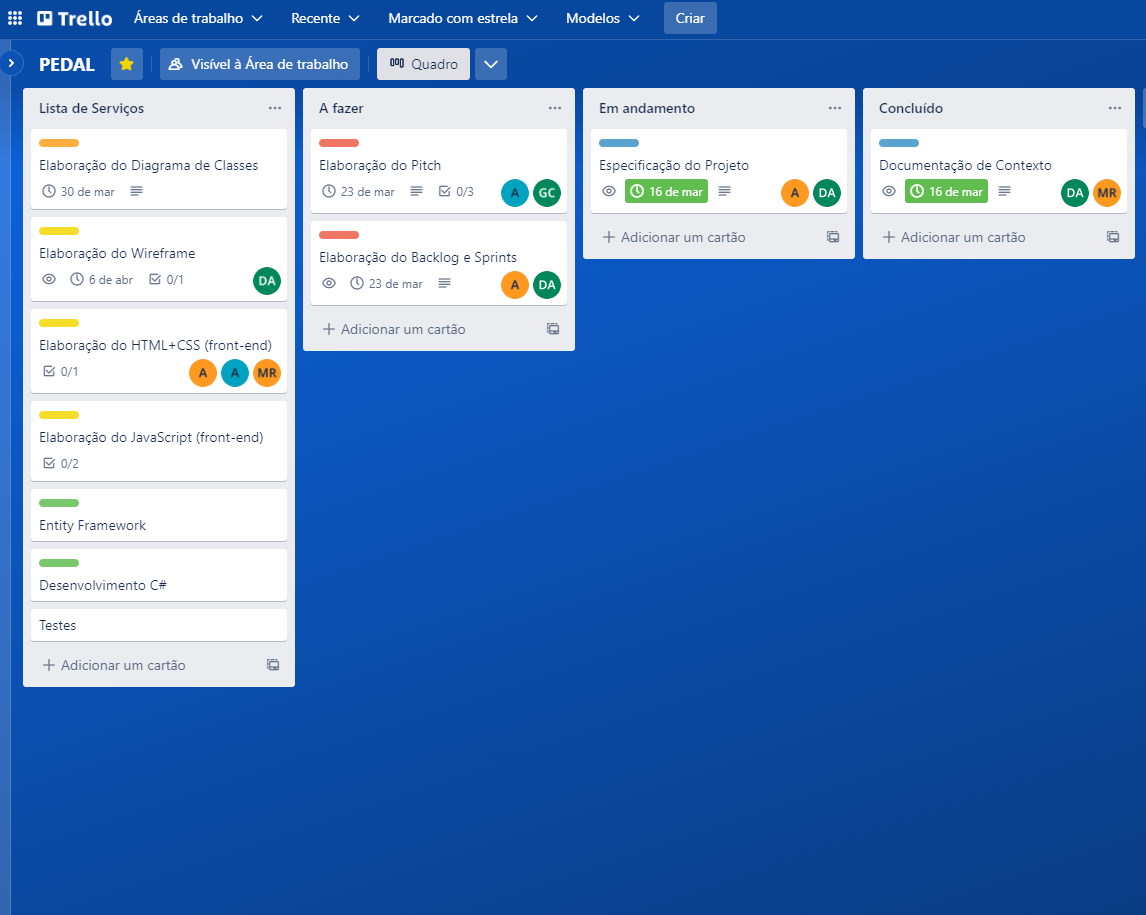 Trello Áreas de trabalho Recente Marcado com estrela Modelos Criar
PEDAL Visível à Área de trabalho Quadro
Lista de Serviços
Elaboração do Diagrama de Classes
30 de mar
Elaboração do Wireframe
6 de abr 0/1 DA
Elaboração do HTML+CSS (front-end)
0/1 A A MR
Elaboração do JavaScript (front-end)
0/2
Entity Framework
Desenvolvimento C#
Testes
+ Adicionar um cartão
A fazer
Elaboração do Pitch
23 de mar 0/3 A GC
Elaboração do Backlog e Sprints
23 de mar A DA
+ Adicionar um cartão
Em andamento
Especificação do Projeto
16 de mar A DA
+ Adicionar um cartão
Concluído
Documentação de Contexto
16 de mar DA MR
+ Adicionar um cartão